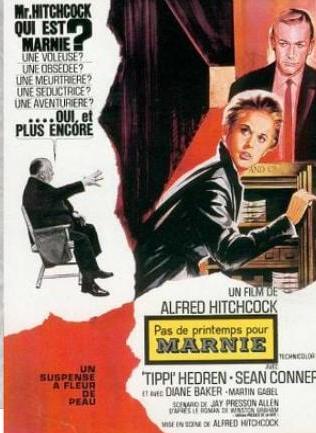 Mr. HITCHCOCK
QUI EST
MARNIE?
UNE VOLEUSE?
UNE OBSÉDÉE?
UNE MEURTRIÈRE?
UNE SÉDUCTRICE?
UNE AVENTURIÈRE?
....OUI, et
PLUS ENCORE
UN FILM DE
ALFRED HITCHCOCK
Pas de printemps pour
MARNIE
TECHNICOLOR
AVEC
'TIPPI' HEDREN - SEAN CONNER
ET AVEC DIANE BAKER - MARTIN GABEL
SCENARIO DE JAY PRESSON ALLEN
D'APRÈS LE ROMAN DE WINSTON GRAHAM
MISE EN SCENE DE ALFRED HITCHCOCK
UN
SUSPENSE
A FLEUR
DE
PEAU